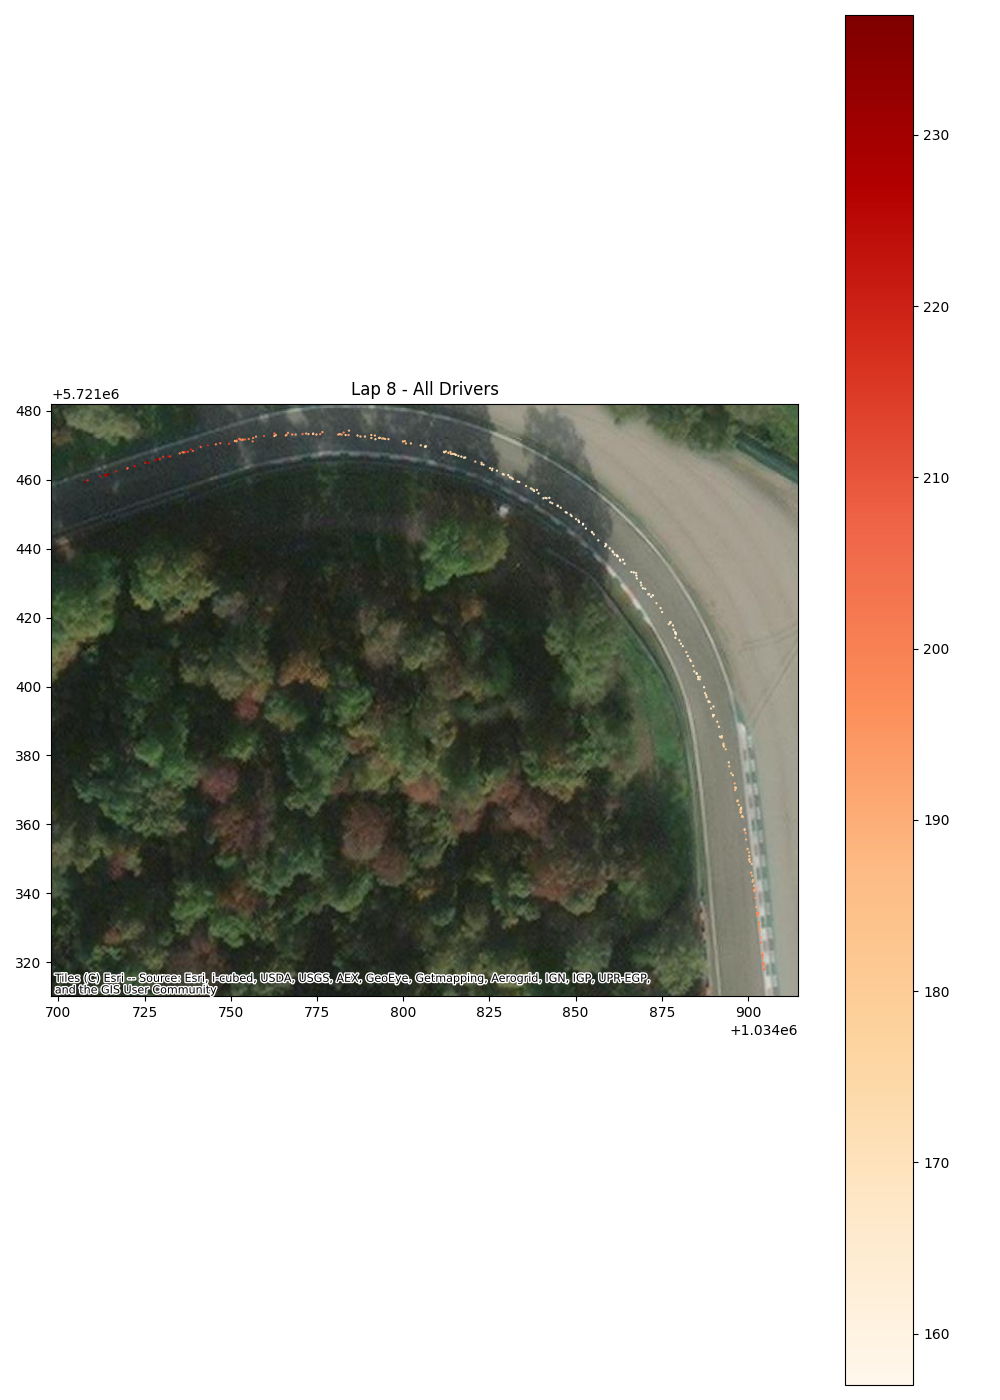 Lap 8 - All Drivers
+5.721e6
480
460
440
420
400
380
360
340
320
Tiles (C) Esri -- Source: Esri, i-cubed, USDA, USGS, AEX, GeoEye, Getmapping, Aerogrid, IGN, IGP, UPR-EGP,
and the GIS User Community
700 725 750 775 800 825 850 875 900
+1.034e6
230
220
210
200
190
180
170
160